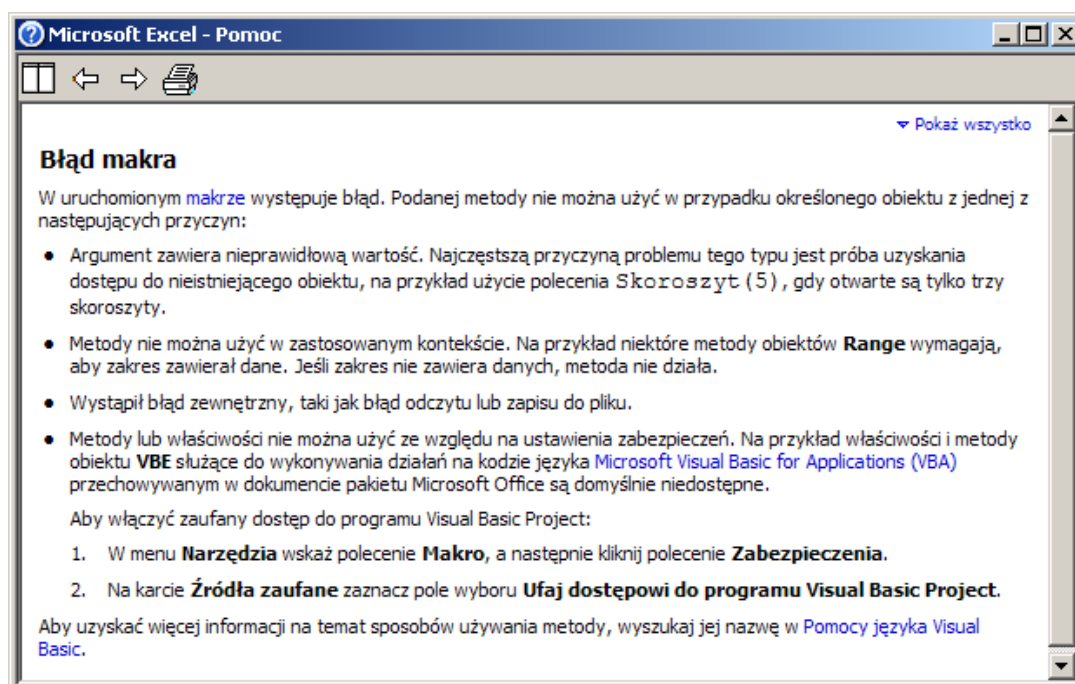 Microsoft Excel - Pomoc
Pokaż wszystko
Błąd makra
W uruchomionym makrze występuje błąd. Podanej metody nie można użyć w przypadku określonego obiektu z jednej z
następujących przyczyn:
• Argument zawiera nieprawidłową wartość. Najczęstszą przyczyną problemu tego typu jest próba uzyskania
dostępu do nieistniejącego obiektu, na przykład użycie polecenia Skoroszyt(5), gdy otwarte są tylko trzy
skoroszyty.
• Metody nie można użyć w zastosowanym kontekście. Na przykład niektóre metody obiektów Range wymagają,
aby zakres zawierał dane. Jeśli zakres nie zawiera danych, metoda nie działa.
• Wystąpił błąd zewnętrzny, taki jak błąd odczytu lub zapisu do pliku.
• Metody lub właściwości nie można użyć ze względu na ustawienia zabezpieczeń. Na przykład właściwości i metody
obiektu VBE służące do wykonywania działań na kodzie języka Microsoft Visual Basic for Applications (VBA)
przechowywanym w dokumencie pakietu Microsoft Office są domyślnie niedostępne.
Aby włączyć zaufany dostęp do programu Visual Basic Project:
1. W menu Narzędzia wskaż polecenie Makro, a następnie kliknij polecenie Zabezpieczenia.
2. Na karcie Źródła zaufane zaznacz pole wyboru Ufaj dostępowi do programu Visual Basic Project.
Aby uzyskać więcej informacji na temat sposobów używania metody, wyszukaj jej nazwę w Pomocy języka Visual
Basic.